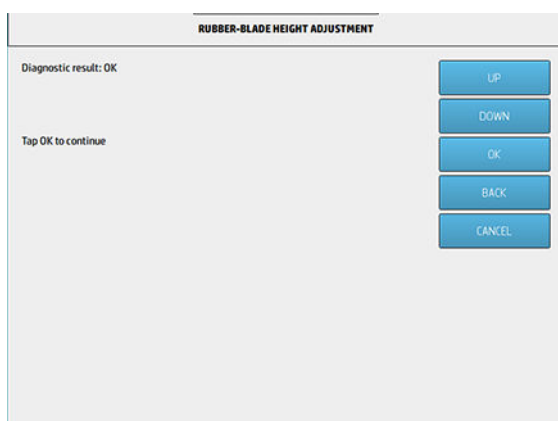 RUBBER-BLADE HEIGHT ADJUSTMENT
Diagnostic result: OK
Tap OK to continue
UP
DOWN
OK
BACK
CANCEL